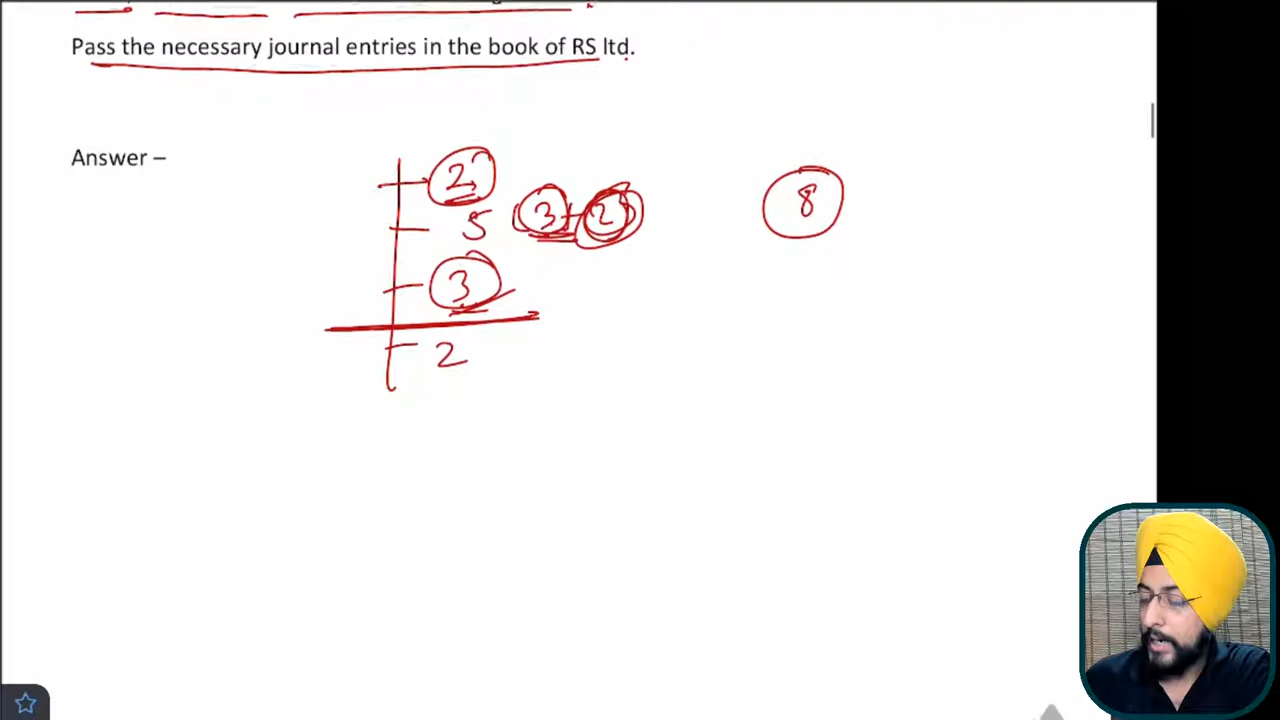 Pass the necessary journal entries in the book of RS ltd.
Answer –
2
5 3+2 8
3
2